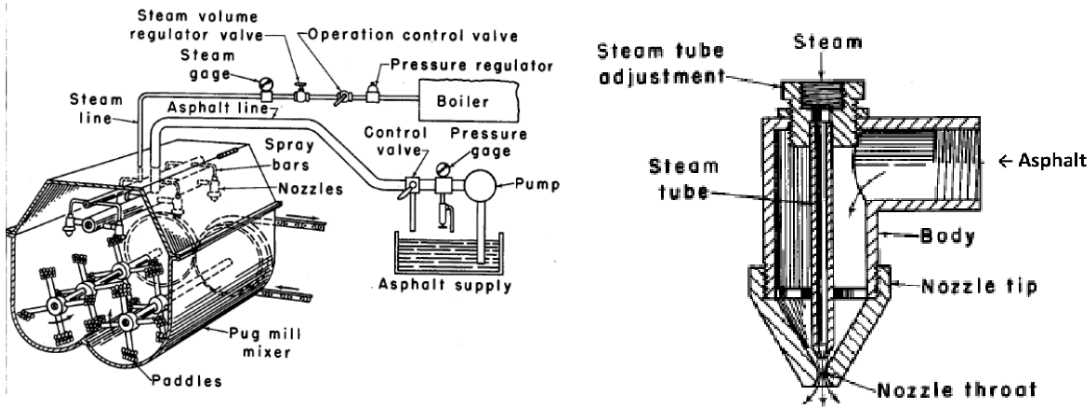 Steam volume
regulator valve
Operation control valve
Steam
gage
Pressure regulator
Boiler
Steam
line
Asphalt line
Control
valve
Pressure
gage
Spray
bars
Nozzles
Pump
Asphalt supply
Pug mill
mixer
Paddles
Steam
Steam tube
adjustment
← Asphalt
Steam
tube
Body
Nozzle tip
Nozzle throat